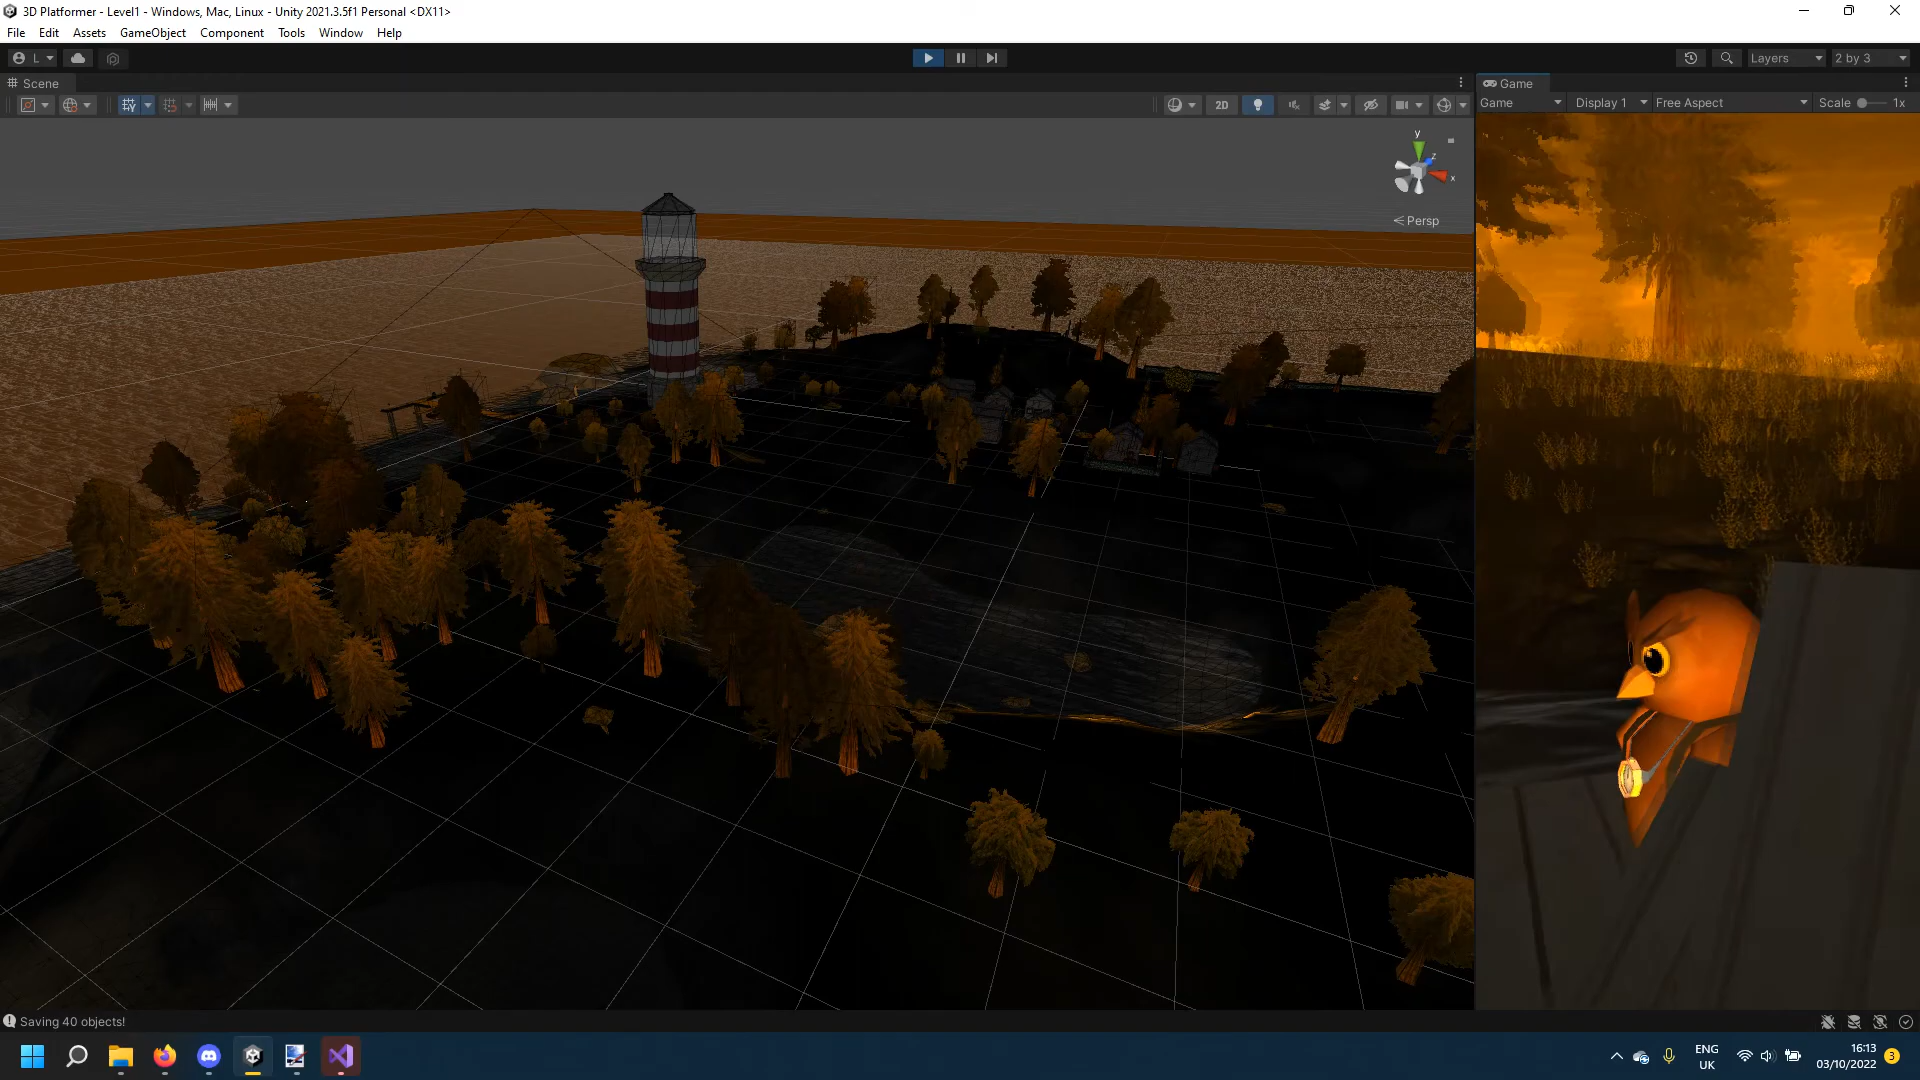 3D Platformer - Level1 - Windows, Mac, Linux - Unity 2021.3.5f1 Personal <DX11>
File Edit Assets GameObject Component Tools Window Help
L Layers 2 by 3
Scene Game
2D Game Display 1 Free Aspect Scale 1x
y
z
x
Persp
Saving 40 objects!
ENG
UK
16:13
03/10/2022
3